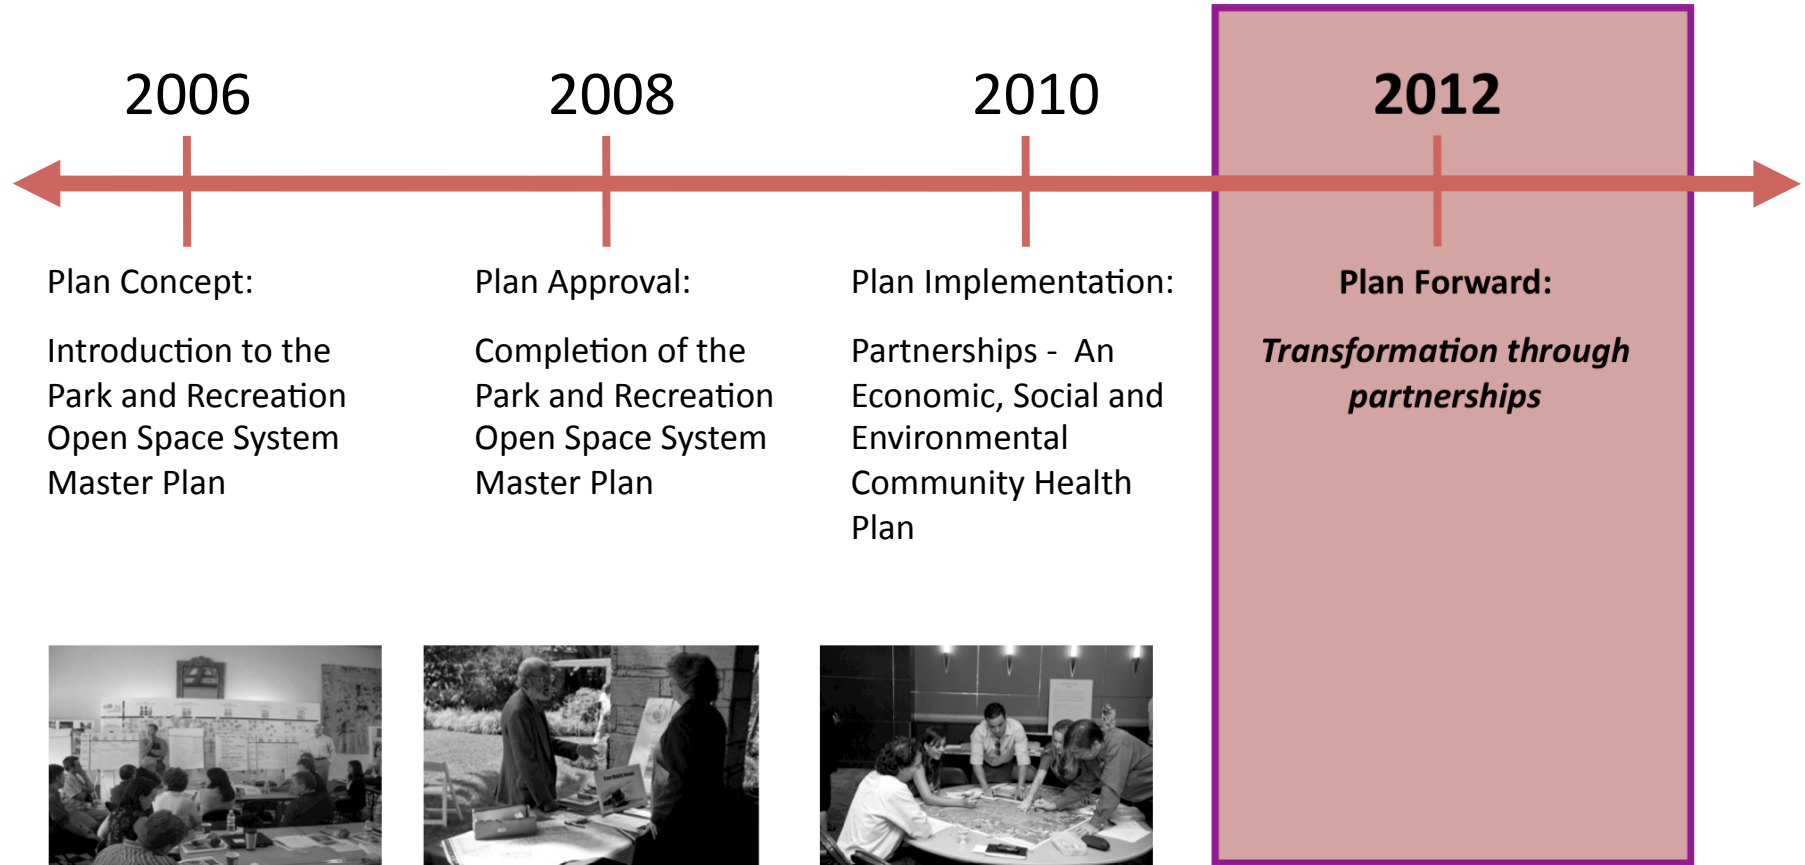 2006
2008
2010
2012
Plan Concept:
Introduction to the
Park and Recreation
Open Space System
Master Plan
Plan Approval:
Completion of the
Park and Recreation
Open Space System
Master Plan
Plan Implementation:
Partnerships -  An
Economic, Social and
Environmental
Community Health
Plan
Plan Forward:
Transformation through
partnerships